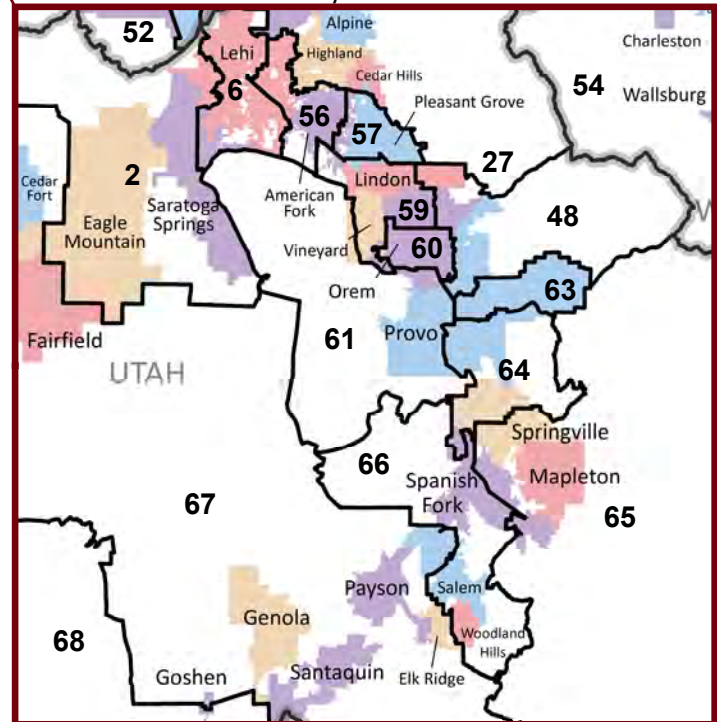 52
Alpine
Lehi
Highland
Charleston
6
Cedar Hills
54
Wallsburg
56
57
Pleasant Grove
27
2
Cedar
Fort
American
Fork
Lindon
59
48
Eagle
Mountain
Saratoga
Springs
Vineyard
60
Orem
63
Fairfield
61
Provo
64
UTAH
Springville
66
Spanish
Fork
Mapleton
65
67
Payson
Salem
Genola
68
Woodland
Hills
Goshen
Santaquin
Elk Ridge